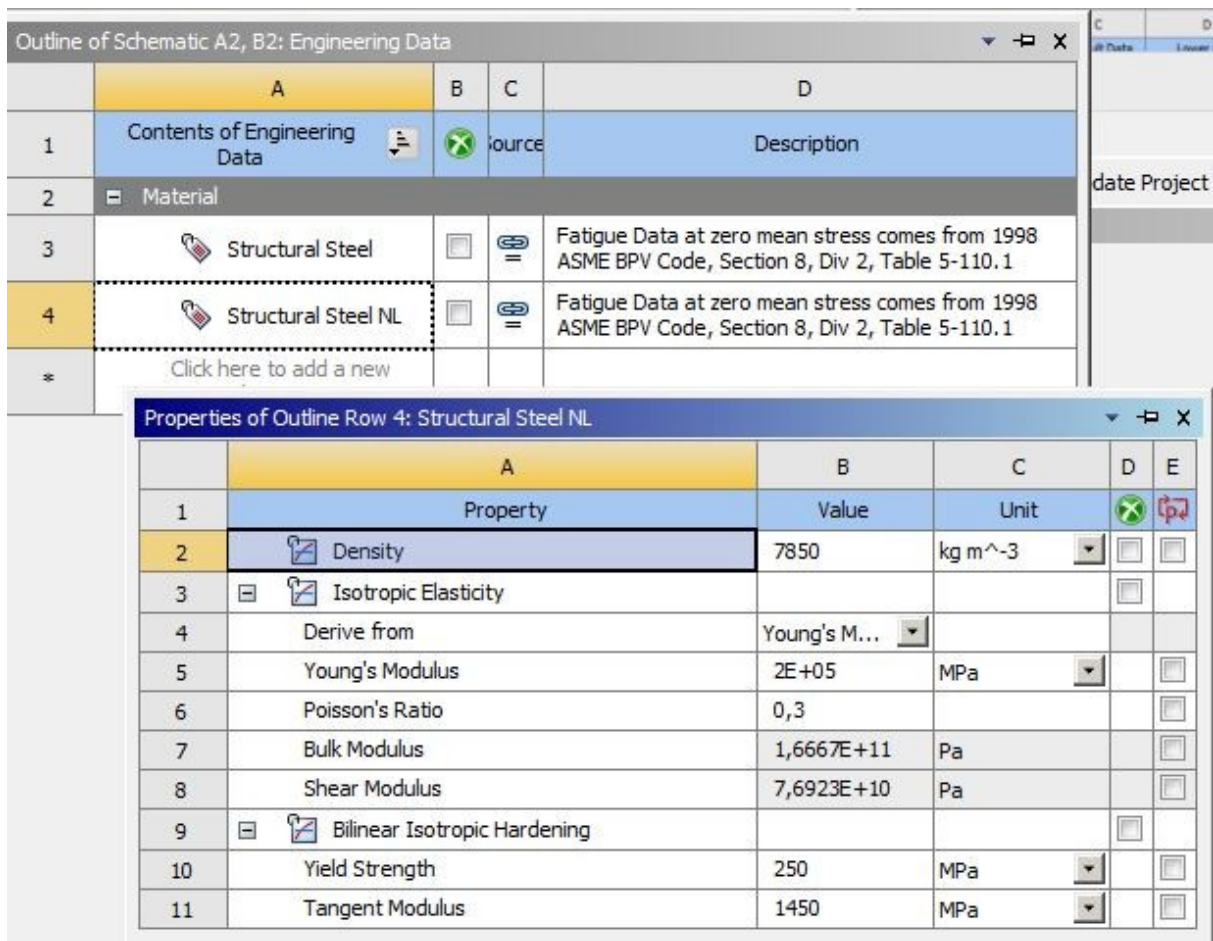 Outline of Schematic A2, B2: Engineering Data
C D
Lower
A B C D
1 Contents of Engineering Data Description
2 Material
date Project
3 Structural Steel Fatigue Data at zero mean stress comes from 1998
ASME BPV Code, Section 8, Div 2, Table 5-110.1
4 Structural Steel NL Fatigue Data at zero mean stress comes from 1998
ASME BPV Code, Section 8, Div 2, Table 5-110.1
* Click here to add a new
Properties of Outline Row 4: Structural Steel NL
A B C D E
1 Property Value Unit
2 Density 7850 kg m^-3
3 Isotropic Elasticity
4 Derive from Young's M...
5 Young's Modulus 2E+05 MPa
6 Poisson's Ratio 0,3
7 Bulk Modulus 1,6667E+11 Pa
8 Shear Modulus 7,6923E+10 Pa
9 Bilinear Isotropic Hardening
10 Yield Strength 250 MPa
11 Tangent Modulus 1450 MPa